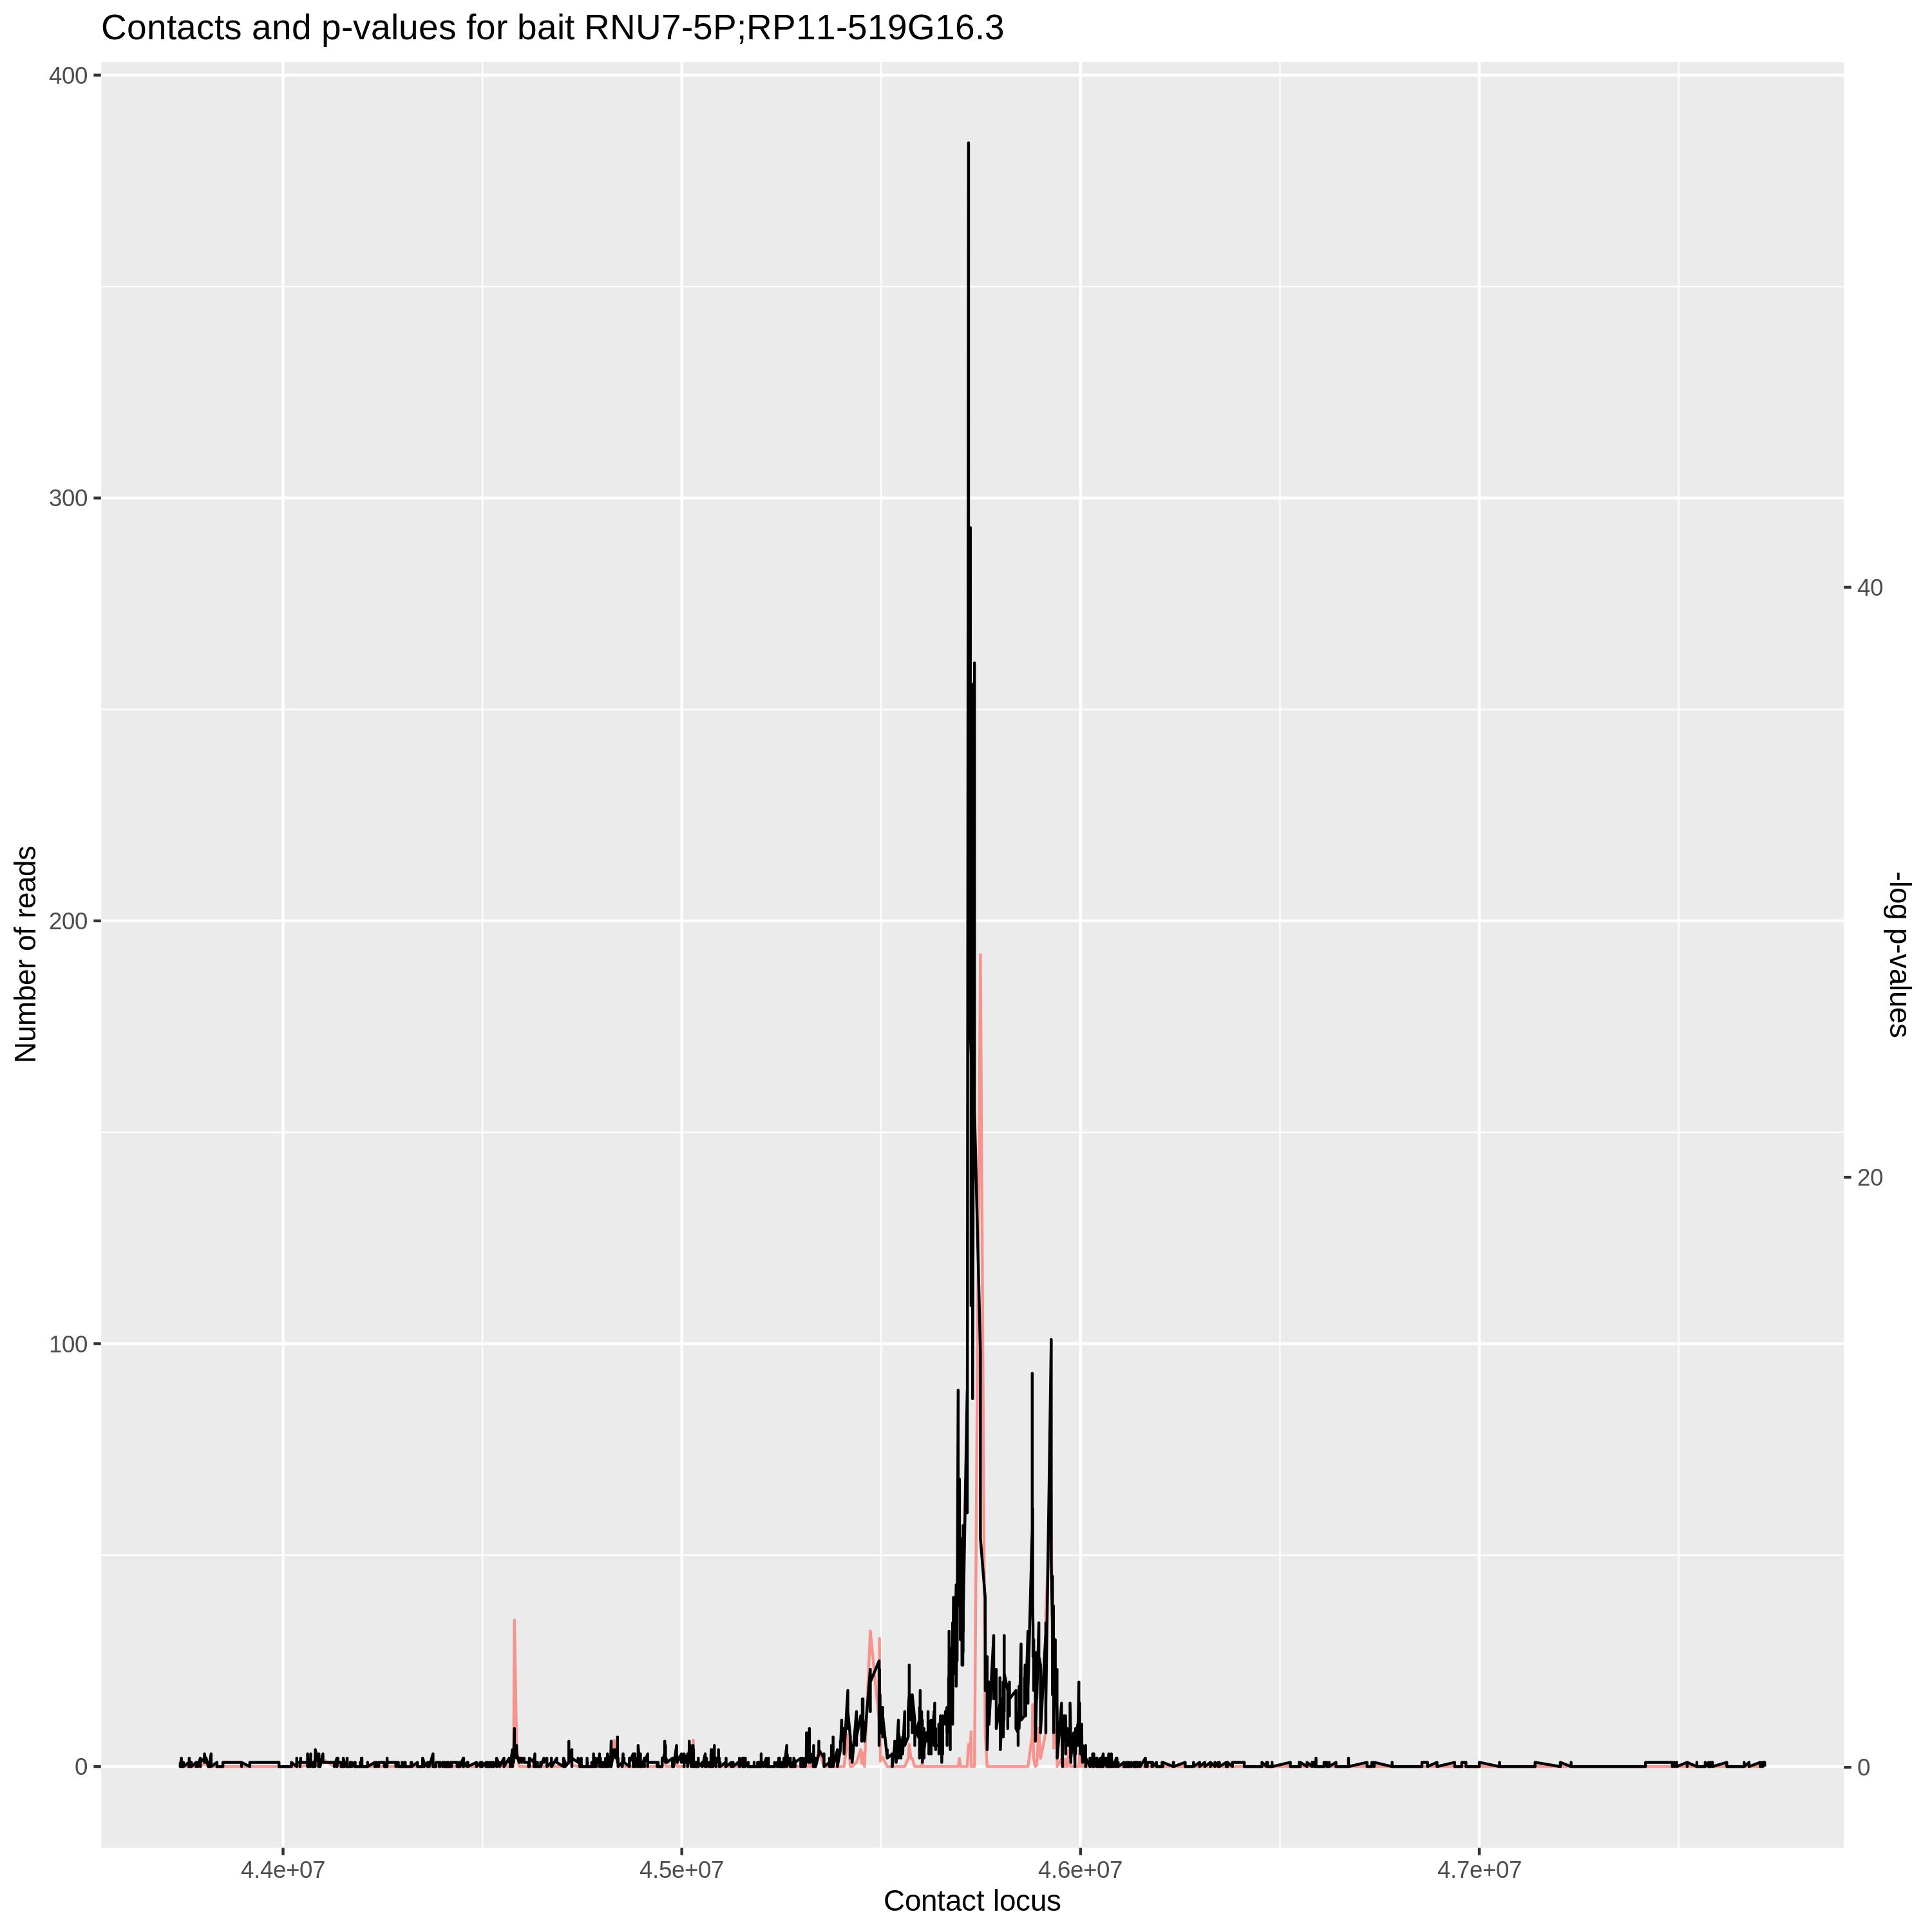 Contacts and p-values for bait RNU7-5P;RP11-519G16.3
400
300
200
100
0
Number of reads
40
20
0
-log p-values
4.4e+07
4.5e+07
4.6e+07
4.7e+07
Contact locus